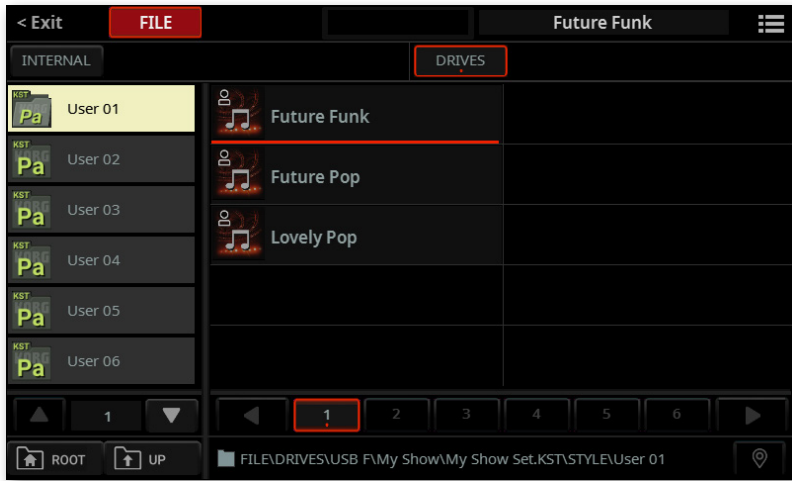 < Exit FILE Future Funk
INTERNAL DRIVES
KST Pa User 01
KST Pa User 02
KST Pa User 03
KST Pa User 04
KST Pa User 05
KST Pa User 06
Future Funk
Future Pop
Lovely Pop
1
1 2 3 4 5 6
ROOT UP
FILE\DRIVES\USB F\My Show\My Show Set.KST\STYLE\User 01